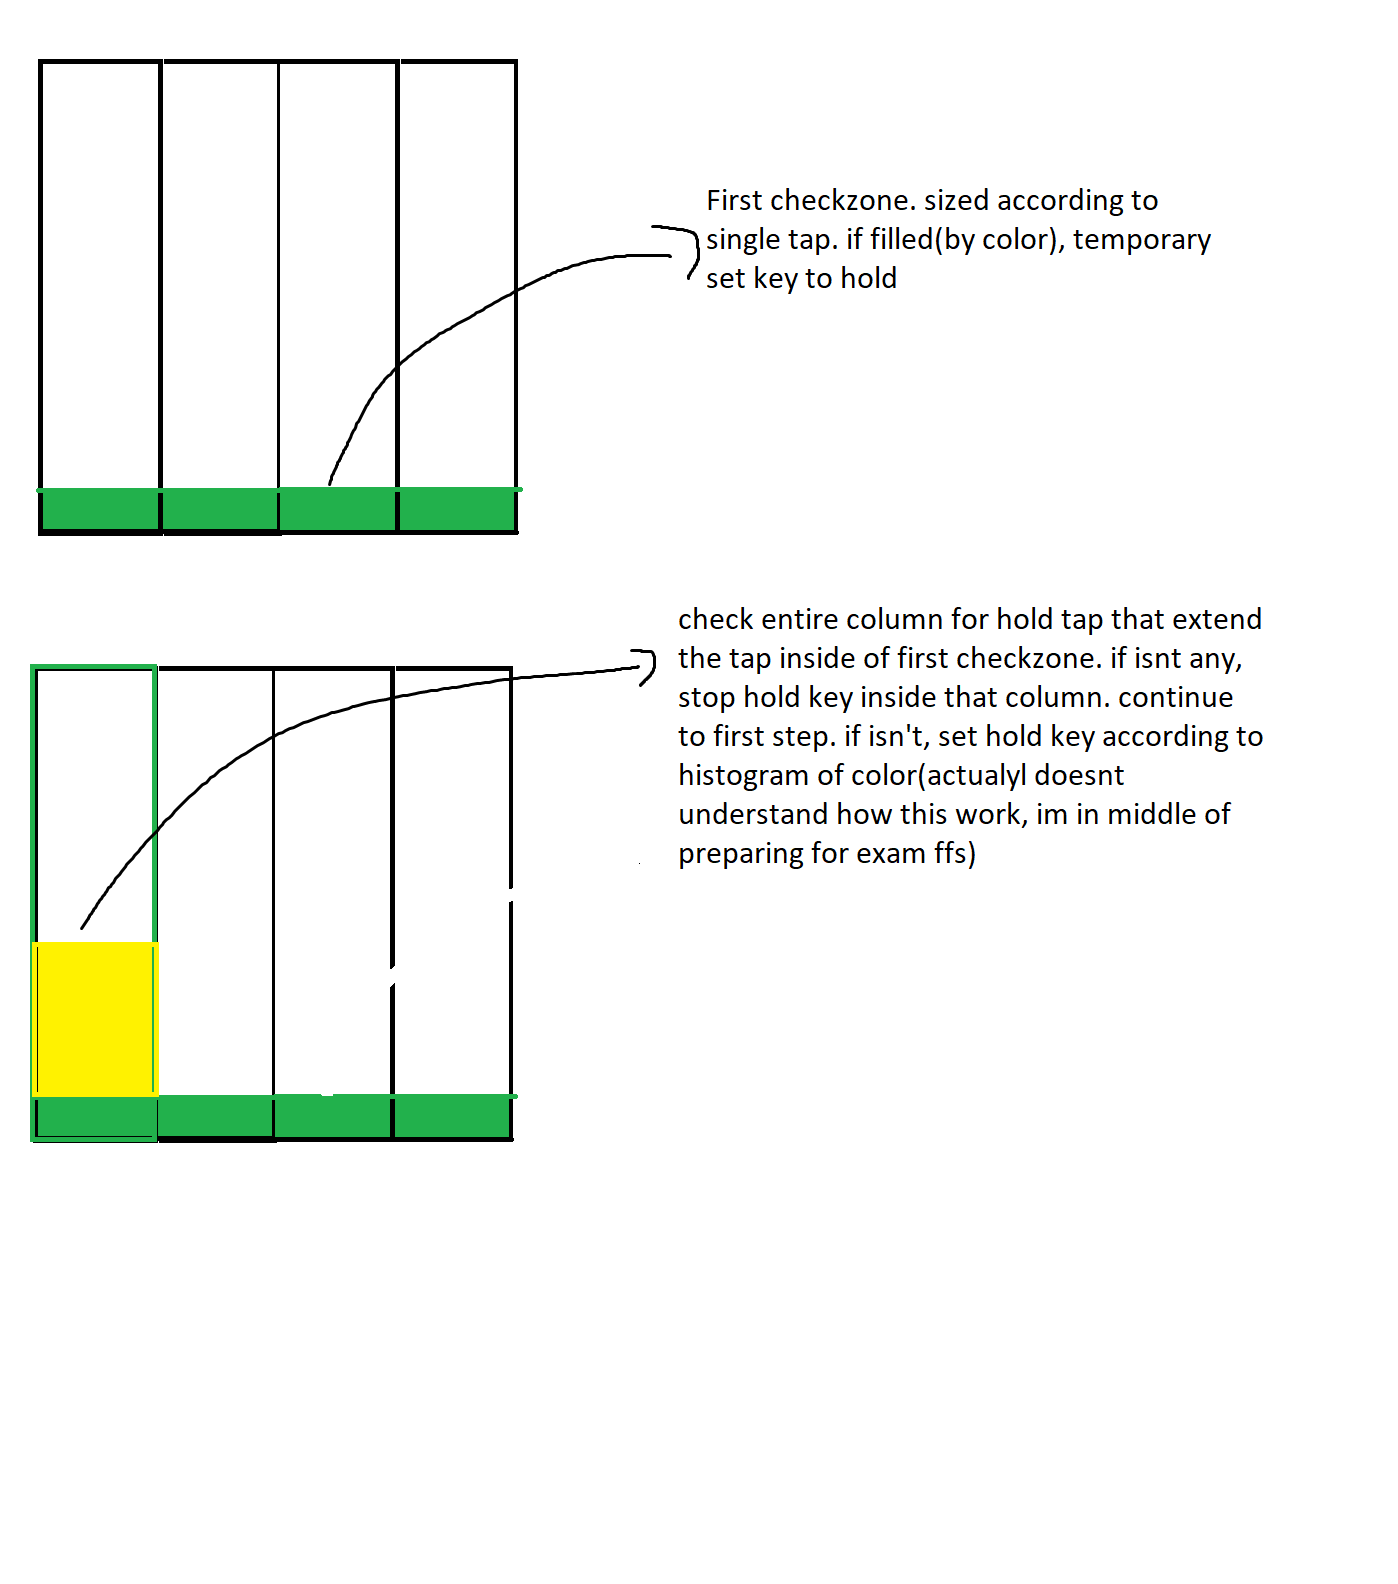 First checkzone. sized according to
single tap. if filled(by color), temporary
set key to hold
check entire column for hold tap that extend
the tap inside of first checkzone. if isnt any,
stop hold key inside that column. continue
to first step. if isn't, set hold key according to
histogram of color(actualyl doesnt
understand how this work, im in middle of
preparing for exam ffs)